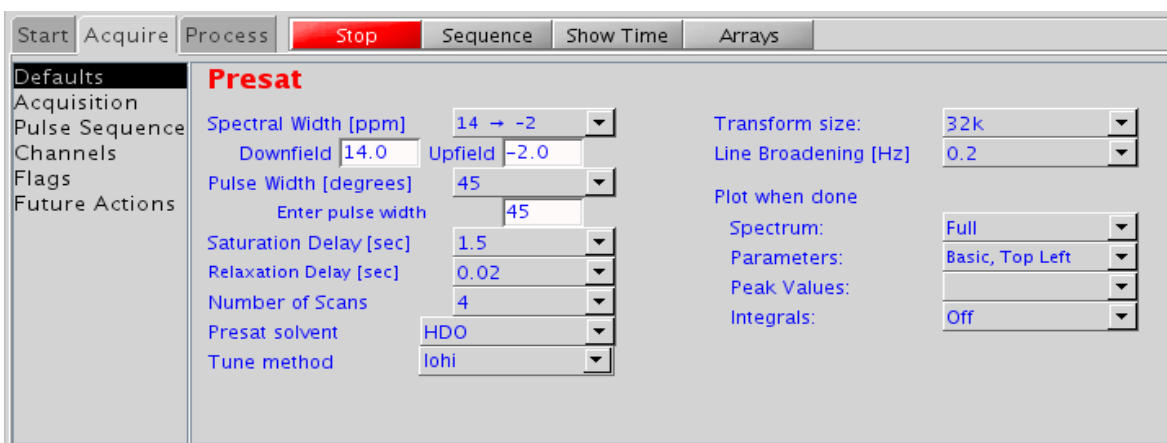 Start Acquire Process Stop Sequence Show Time Arrays
Defaults
Acquisition
Pulse Sequence
Channels
Flags
Future Actions
Presat
Spectral Width [ppm] 14 → -2
Downfield 14.0 Upfield -2.0
Pulse Width [degrees] 45
Enter pulse width 45
Saturation Delay [sec] 1.5
Relaxation Delay [sec] 0.02
Number of Scans 4
Presat solvent HDO
Tune method lohi
Transform size: 32k
Line Broadening [Hz] 0.2
Plot when done
Spectrum: Full
Parameters: Basic, Top Left
Peak Values:
Integrals: Off